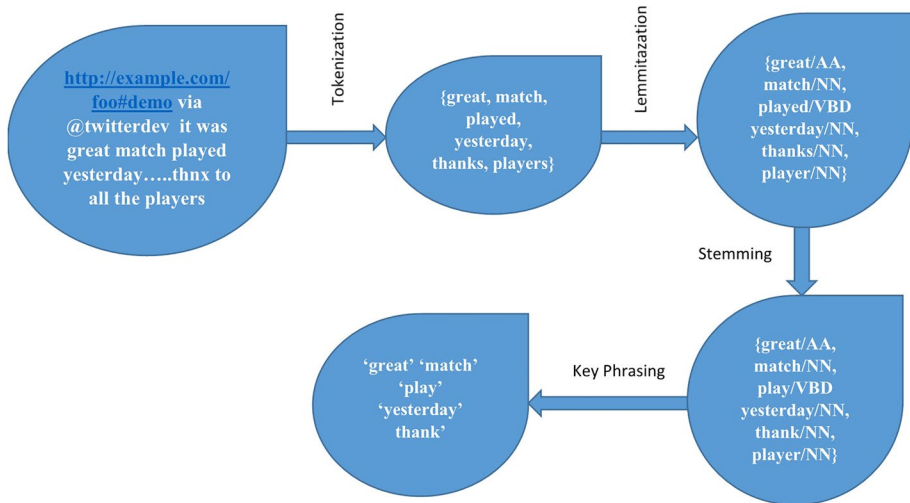 http://example.com/
foo#demo via
@twitterdev it was
great match played
yesterday…..thnx to
all the players
Tokenization
{great, match,
played,
yesterday,
thanks, players}
Lemmitazation
{great/AA,
match/NN,
played/VBD
yesterday/NN,
thanks/NN,
player/NN}
Stemming
{great/AA,
match/NN,
play/VBD
yesterday/NN,
thank/NN,
player/NN}
Key Phrasing
‘great’ ‘match’
‘play’
‘yesterday’
thank’